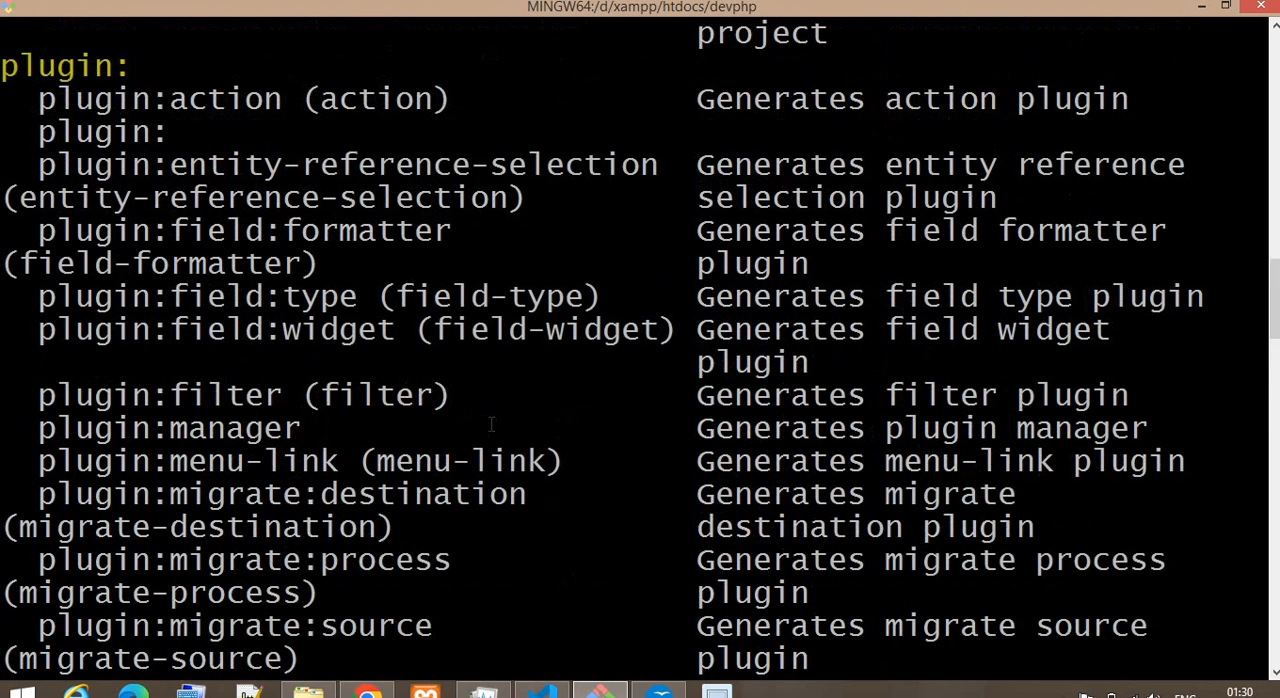 MINGW64:/d/xampp/htdocs/devphp
project
plugin:
plugin:action (action) Generates action plugin
plugin:
plugin:entity-reference-selection Generates entity reference
(entity-reference-selection) selection plugin
plugin:field:formatter Generates field formatter
(field-formatter) plugin
plugin:field:type (field-type) Generates field type plugin
plugin:field:widget (field-widget) Generates field widget
plugin
plugin:filter (filter) Generates filter plugin
plugin:manager Generates plugin manager
plugin:menu-link (menu-link) Generates menu-link plugin
plugin:migrate:destination Generates migrate
(migrate-destination) destination plugin
plugin:migrate:process Generates migrate process
(migrate-process) plugin
plugin:migrate:source Generates migrate source
(migrate-source) plugin
01:30